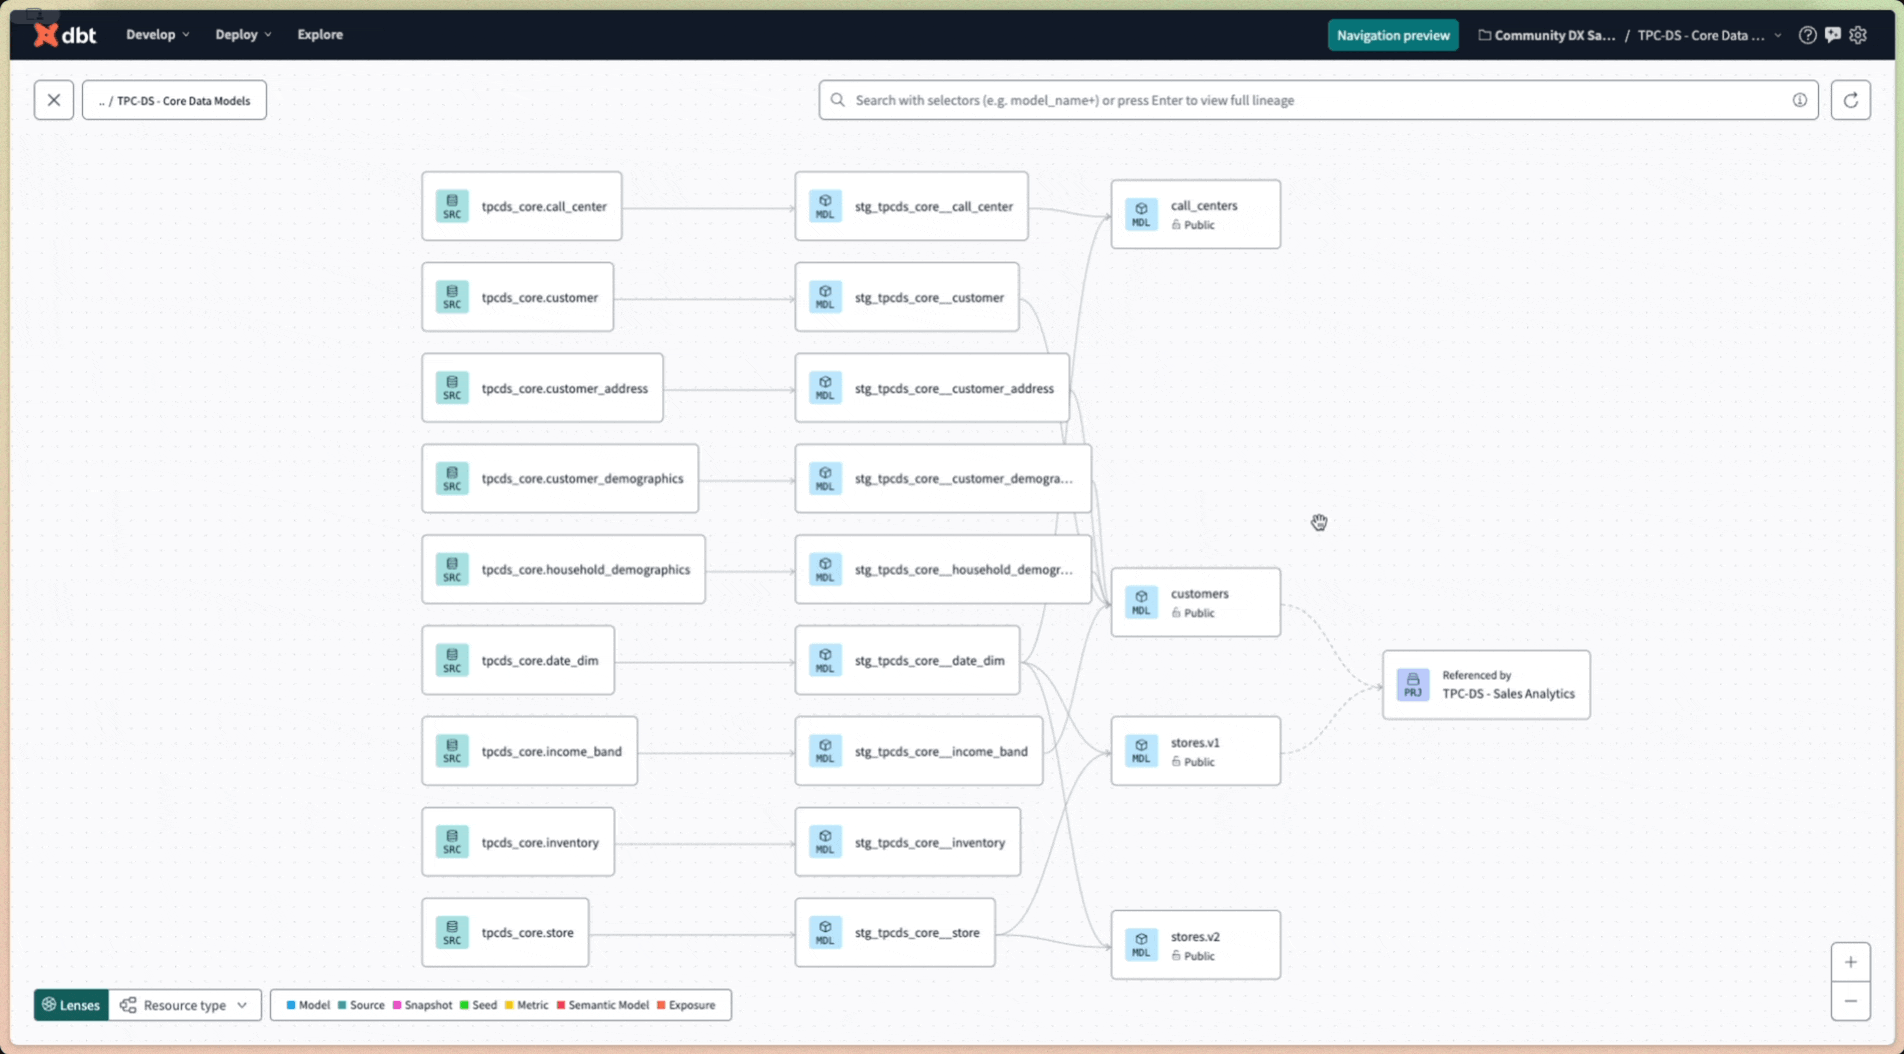 dbt
Develop
Deploy
Explore
Navigation preview
Community DX Sa... / TPC-DS - Core Data ...
.. / TPC-DS - Core Data Models
Search with selectors (e.g. model_name+) or press Enter to view full lineage
SRC
tpcds_core.call_center
MDL
stg_tpcds_core__call_center
MDL
call_centers
Public
SRC
tpcds_core.customer
MDL
stg_tpcds_core__customer
SRC
tpcds_core.customer_address
MDL
stg_tpcds_core__customer_address
SRC
tpcds_core.customer_demographics
MDL
stg_tpcds_core__customer_demogra...
SRC
tpcds_core.household_demographics
MDL
stg_tpcds_core__household_demogr...
MDL
customers
Public
SRC
tpcds_core.date_dim
MDL
stg_tpcds_core__date_dim
PRJ
Referenced by
TPC-DS - Sales Analytics
SRC
tpcds_core.income_band
MDL
stg_tpcds_core__income_band
MDL
stores.v1
Public
SRC
tpcds_core.inventory
MDL
stg_tpcds_core__inventory
SRC
tpcds_core.store
MDL
stg_tpcds_core__store
MDL
stores.v2
Public
Lenses
Resource type
Model
Source
Snapshot
Seed
Metric
Semantic Model
Exposure